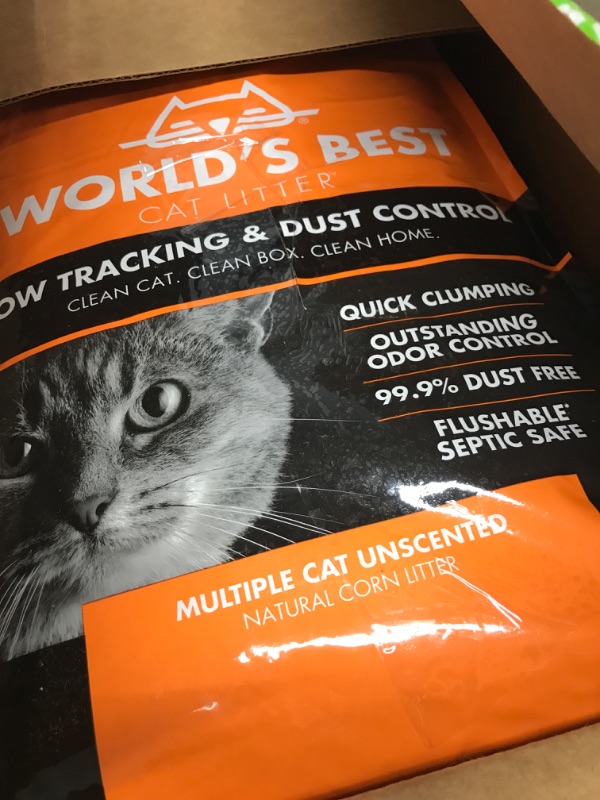 WORLD'S BEST
CAT LITTER™
OW TRACKING & DUST CONTROL
CLEAN CAT. CLEAN BOX. CLEAN HOME.
QUICK CLUMPING
OUTSTANDING
ODOR CONTROL
99.9% DUST FREE
FLUSHABLE*
SEPTIC SAFE
MULTIPLE CAT UNSCENTED
NATURAL CORN LITTER